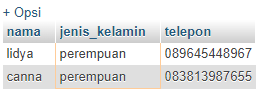 + Opsi
nama jenis_kelamin telepon
lidya perempuan 089645448967
canna perempuan 083813987655